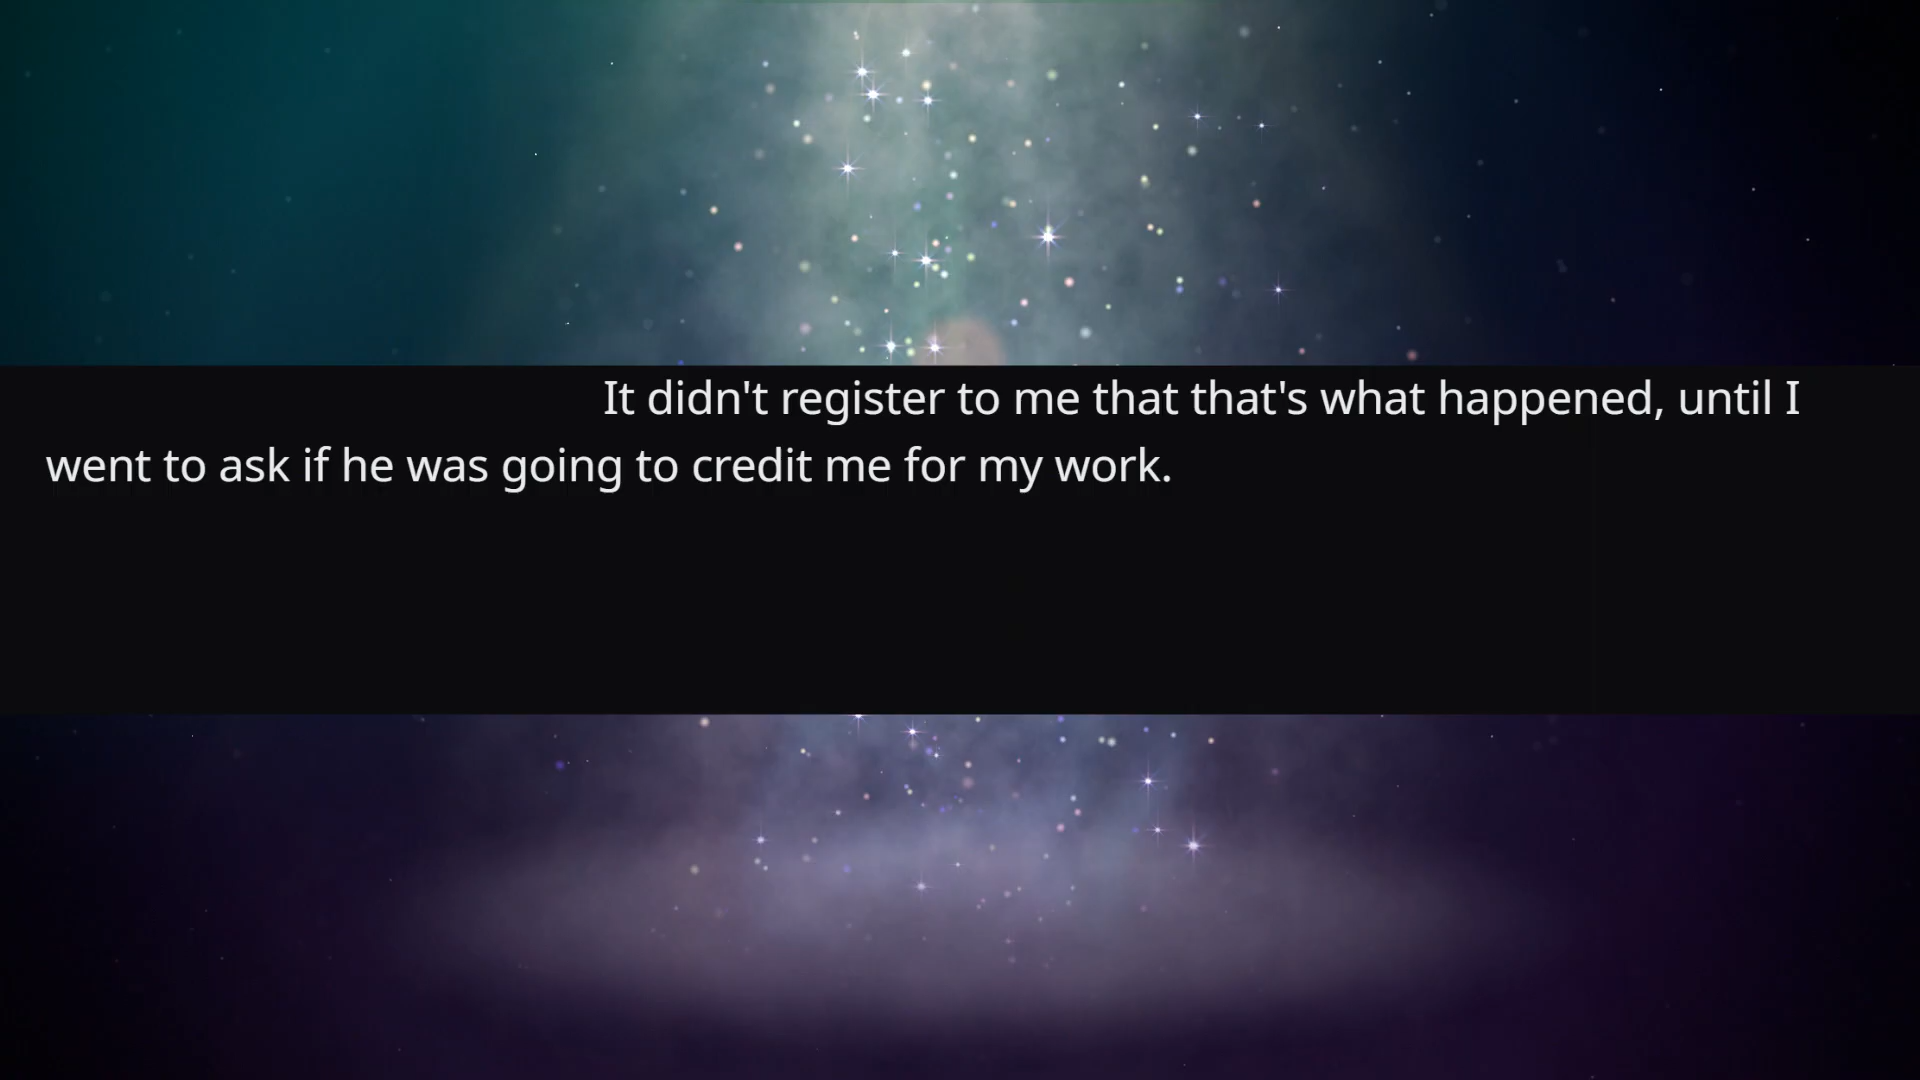 It didn't register to me that that's what happened, until I
went to ask if he was going to credit me for my work.